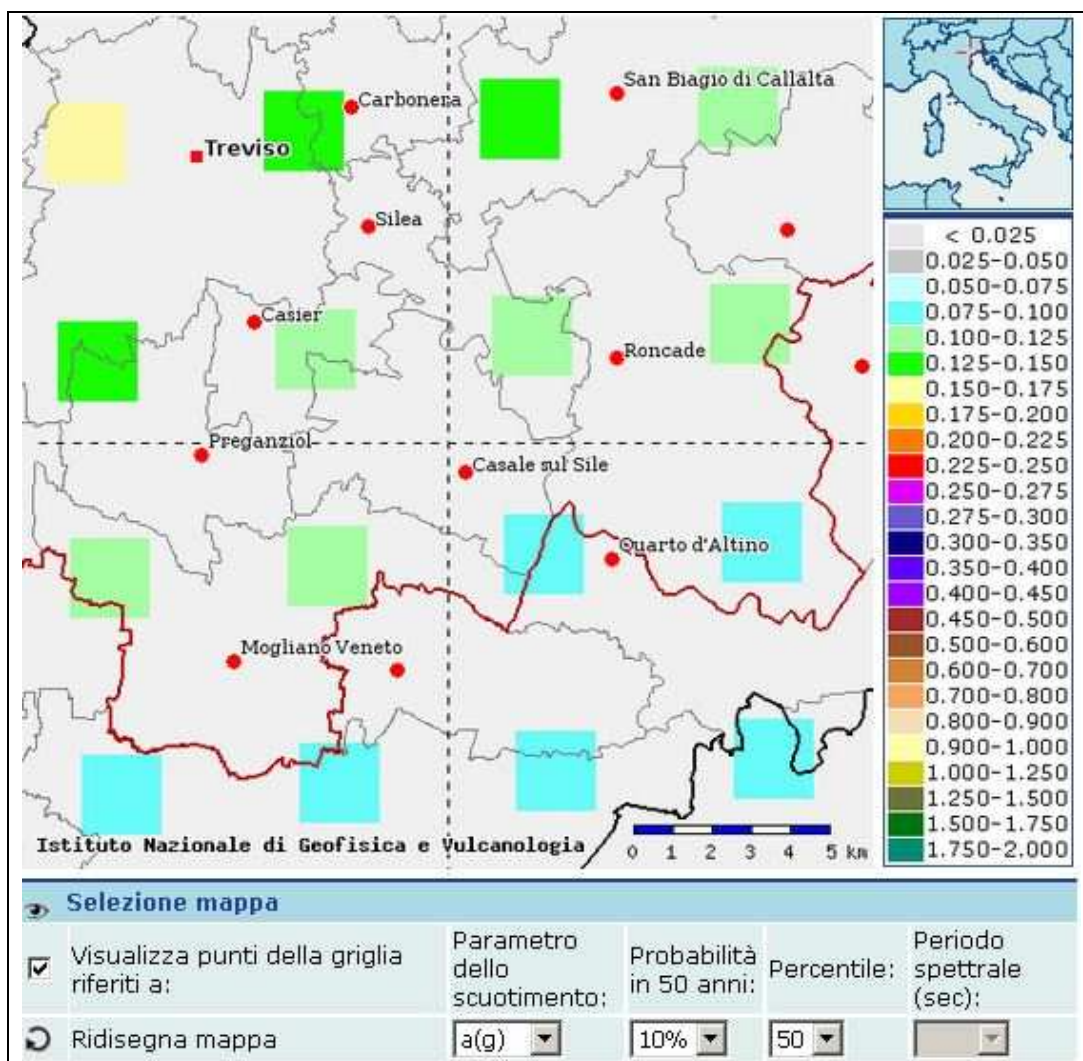 San Biagio di Callalta
Carbonera
Treviso
Silea
Casier
Roncade
Preganziol
Casale sul Sile
Quarto d'Altino
Mogliano Veneto
Istituto Nazionale di Geofisica e Vulcanologia
0 1 2 3 4 5 km
< 0.025
0.025-0.050
0.050-0.075
0.075-0.100
0.100-0.125
0.125-0.150
0.150-0.175
0.175-0.200
0.200-0.225
0.225-0.250
0.250-0.275
0.275-0.300
0.300-0.350
0.350-0.400
0.400-0.450
0.450-0.500
0.500-0.600
0.600-0.700
0.700-0.800
0.800-0.900
0.900-1.000
1.000-1.250
1.250-1.500
1.500-1.750
1.750-2.000
Selezione mappa
Visualizza punti della griglia
riferiti a:
Parametro
dello
scuotimento:
Probabilità
in 50 anni:
Percentile:
Periodo
spettrale
(sec):
Ridisegna mappa
a(g)
10%
50